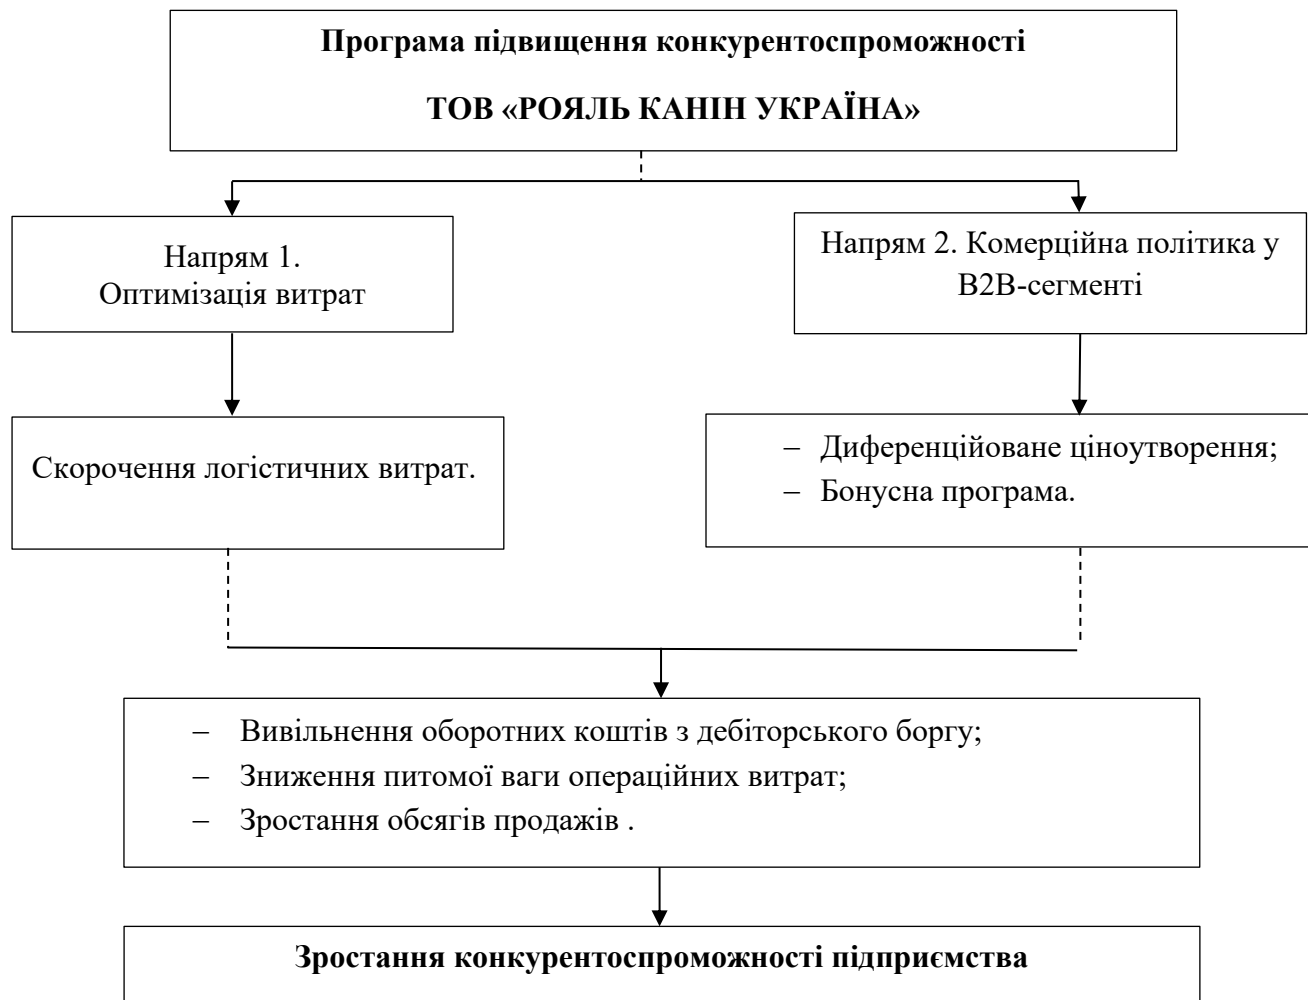 Програма підвищення конкурентоспроможності
ТОВ «РОЯЛЬ КАНІН УКРАЇНА»
Напрям 1.
Оптимізація витрат
Напрям 2. Комерційна політика у
B2B-сегменті
Скорочення логістичних витрат.
– Диференційоване ціноутворення;
– Бонусна програма.
– Вивільнення оборотних коштів з дебіторського боргу;
– Зниження питомої ваги операційних витрат;
– Зростання обсягів продажів .
Зростання конкурентоспроможності підприємства